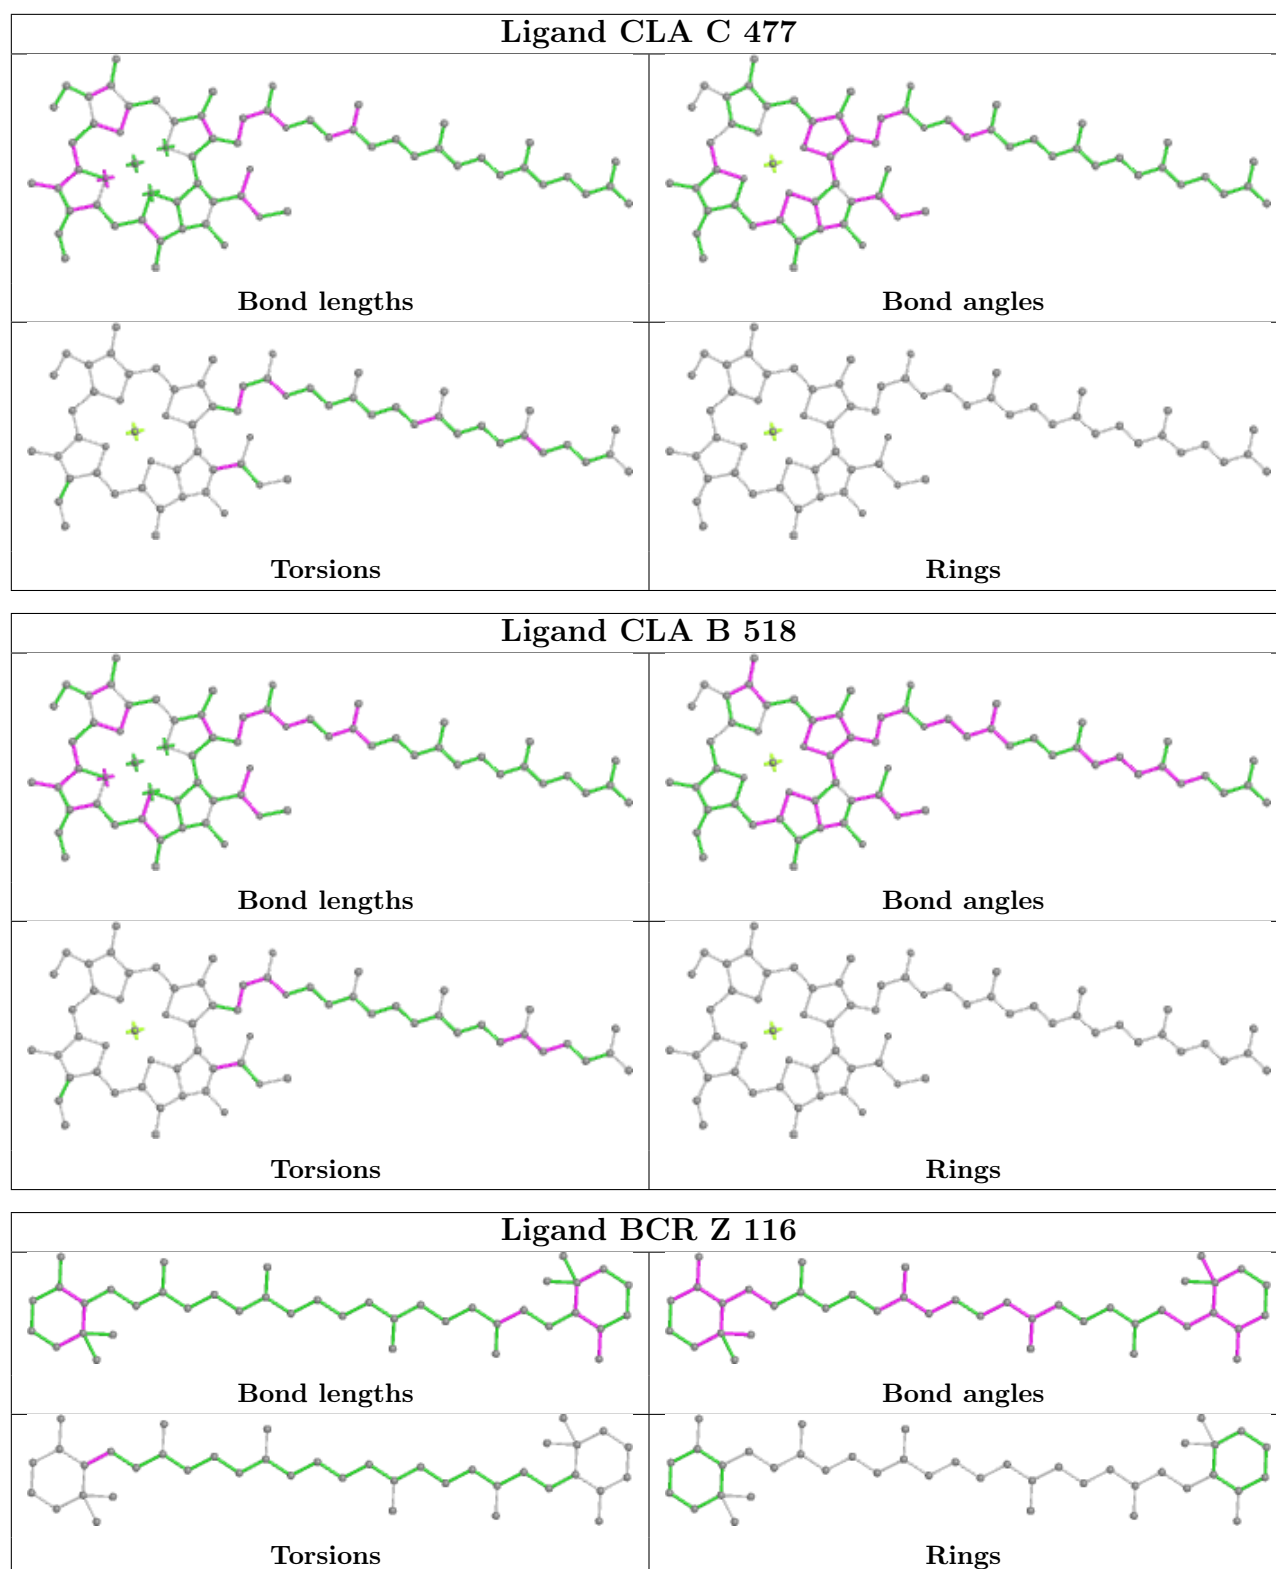 Ligand CLA C 477
Bond lengths
Bond angles
Torsions
Rings
Ligand CLA B 518
Bond lengths
Bond angles
Torsions
Rings
Ligand BCR Z 116
Bond lengths
Bond angles
Torsions
Rings